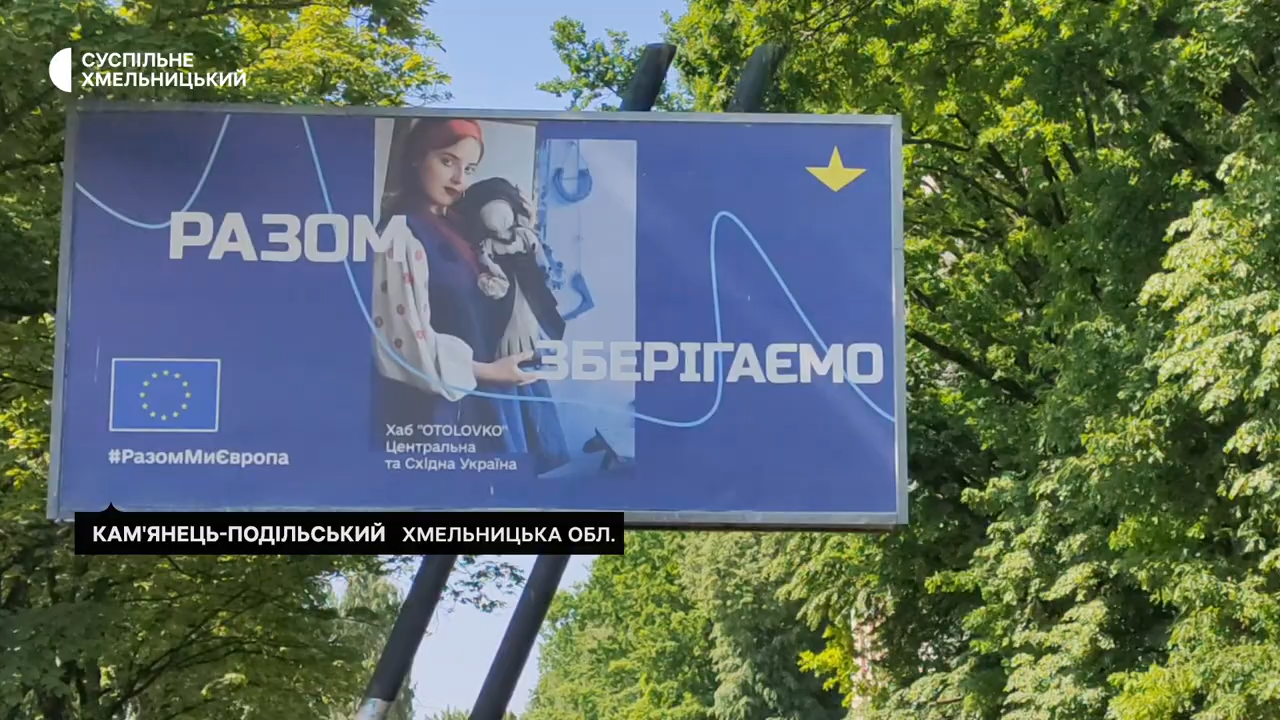 СУСПІЛЬНЕ
ХМЕЛЬНИЦЬКИЙ
РАЗОМ
ЗБЕРІГАЄМО
#РазомМиЄвропа
Хаб "OTOLOVKO"
Центральна
та Східна Україна
КАМ'ЯНЕЦЬ-ПОДІЛЬСЬКИЙ ХМЕЛЬНИЦЬКА ОБЛ.